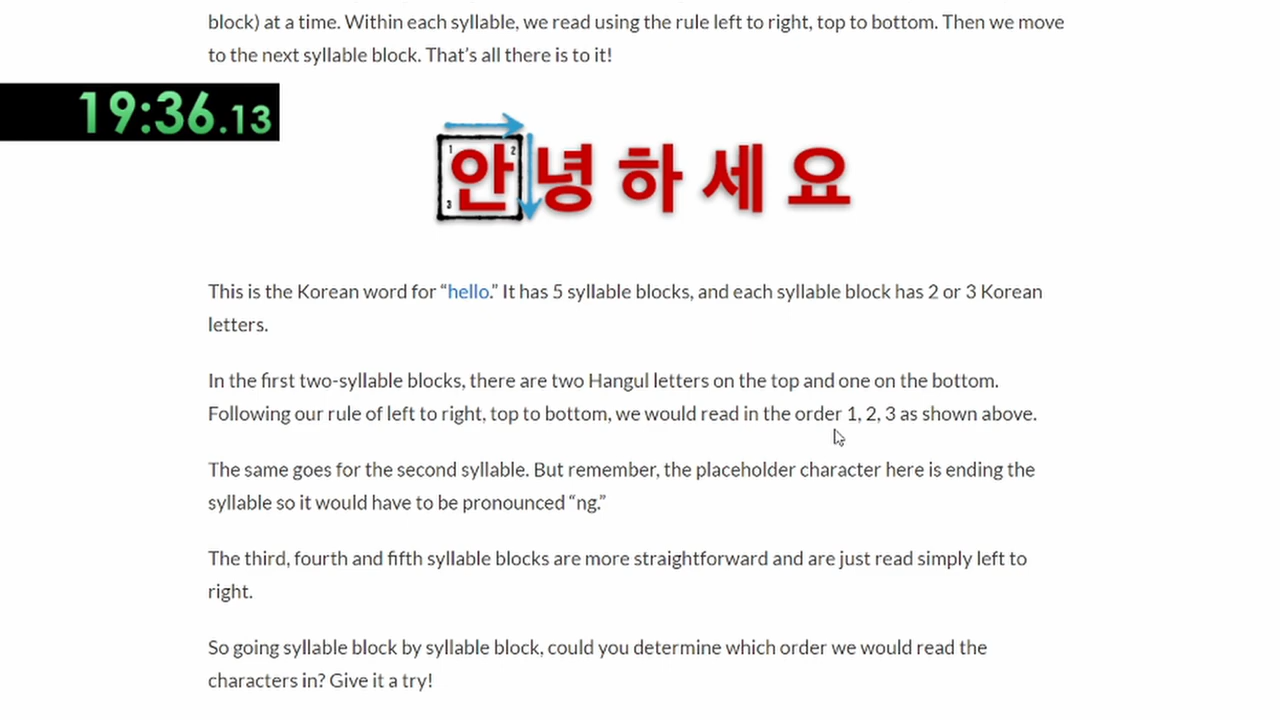 block) at a time. Within each syllable, we read using the rule left to right, top to bottom. Then we move
to the next syllable block. That's all there is to it!
19:36.13
1 2
안녕하세요
3
This is the Korean word for “hello.” It has 5 syllable blocks, and each syllable block has 2 or 3 Korean
letters.
In the first two-syllable blocks, there are two Hangul letters on the top and one on the bottom.
Following our rule of left to right, top to bottom, we would read in the order 1, 2, 3 as shown above.
The same goes for the second syllable. But remember, the placeholder character here is ending the
syllable so it would have to be pronounced “ng.”
The third, fourth and fifth syllable blocks are more straightforward and are just read simply left to
right.
So going syllable block by syllable block, could you determine which order we would read the
characters in? Give it a try!